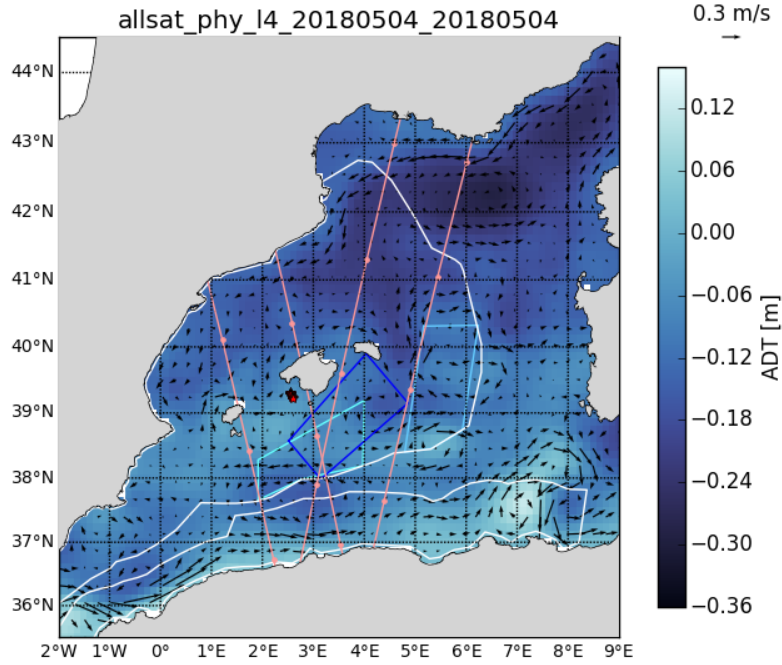 allsat_phy_l4_20180504_20180504
0.3 m/s
44°N
43°N
42°N
41°N
40°N
39°N
38°N
37°N
36°N
2°W 1°W 0° 1°E 2°E 3°E 4°E 5°E 6°E 7°E 8°E 9°E
0.12
0.06
0.00
−0.06
−0.12
−0.18
−0.24
−0.30
−0.36
ADT [m]